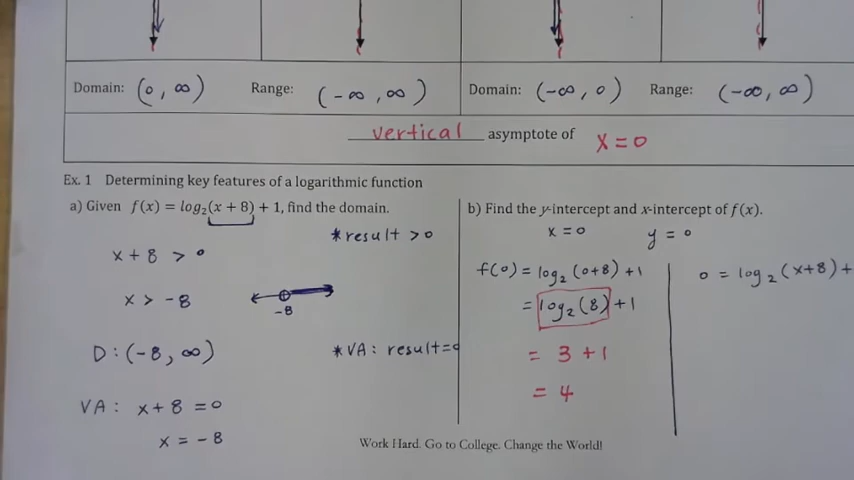 Domain: (0, ∞) Range: (-∞, ∞) Domain: (-∞, 0) Range: (-∞, ∞)
vertical asymptote of x=0
Ex. 1 Determining key features of a logarithmic function
a) Given f(x) = log₂(x + 8) + 1, find the domain.
*result > 0
x + 8 > 0
x > -8
-8
D: (-8, ∞)
*VA: result=0
VA: x + 8 = 0
x = -8
b) Find the y-intercept and x-intercept of f(x).
x = 0 y = 0
f(0) = log₂(0+8) + 1
= log₂(8) + 1
= 3 + 1
= 4
0 = log₂(x+8) +
Work Hard. Go to College. Change the World!